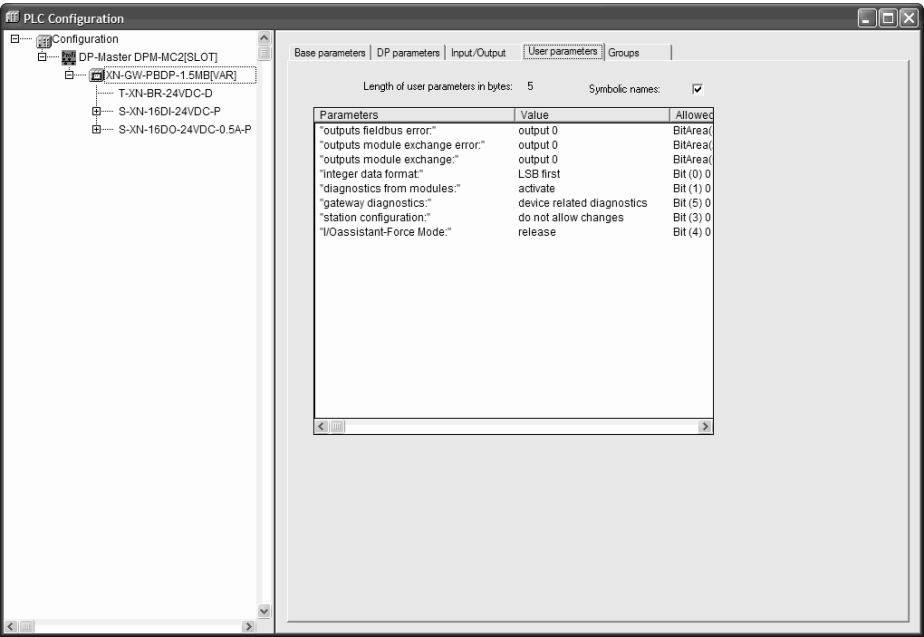 PLC Configuration
Configuration
DP-Master DPM-MC2[SLOT]
XN-GW-PBDP-1.5MB[VAR]
T-XN-BR-24VDC-D
S-XN-16DI-24VDC-P
S-XN-16DO-24VDC-0.5A-P
Base parameters DP parameters Input/Output User parameters Groups
Length of user parameters in bytes: 5 Symbolic names:
Parameters Value Allowed
"outputs fieldbus error:" output 0 BitArea(
"outputs module exchange error:" output 0 BitArea(
"outputs module exchange:" output 0 BitArea(
"integer data format:" LSB first Bit (0) 0
"diagnostics from modules:" activate Bit (1) 0
"gateway diagnostics:" device related diagnostics Bit (5) 0
"station configuration:" do not allow changes Bit (3) 0
"I/Oassistant-Force Mode:" release Bit (4) 0